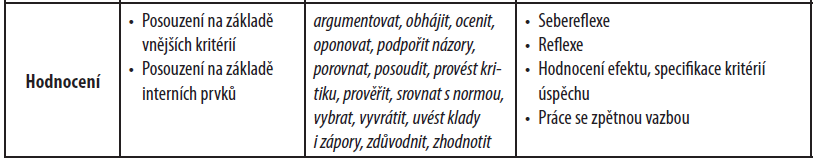 Hodnocení
• Posouzení na základě
vnějších kritérií
• Posouzení na základě
interních prvků
argumentovat, obhájit, ocenit,
oponovat, podpořit názory,
porovnat, posoudit, provést kri-
tiku, prověřit, srovnat s normou,
vybrat, vyvrátit, uvést klady
i zápory, zdůvodnit, zhodnotit
• Sebereflexe
• Reflexe
• Hodnocení efektu, specifikace kritérií
úspěchu
• Práce se zpětnou vazbou